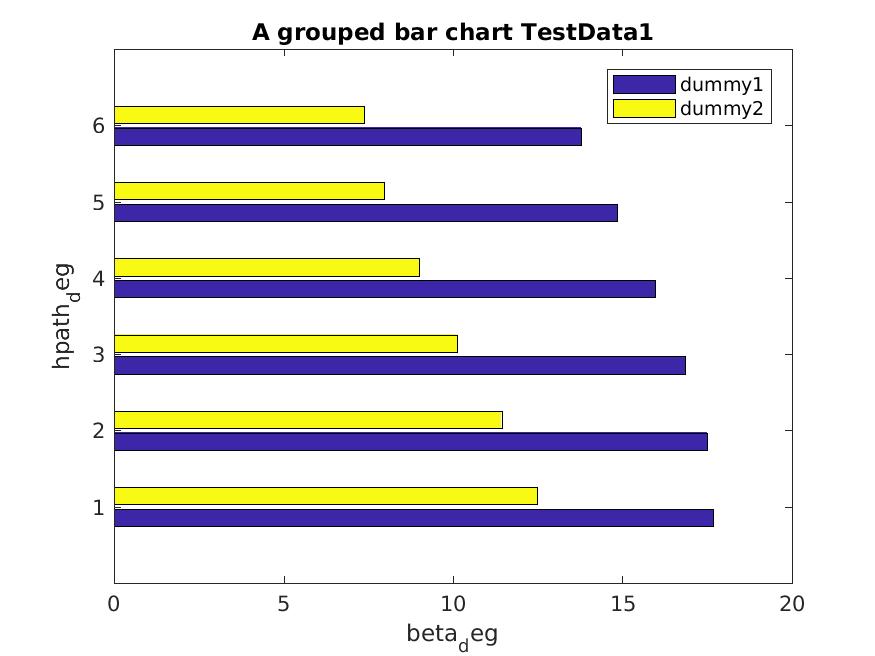 A grouped bar chart TestData1
dummy1
dummy2
6
5
4
3
2
1
hpath_deg
0 5 10 15 20
beta_deg